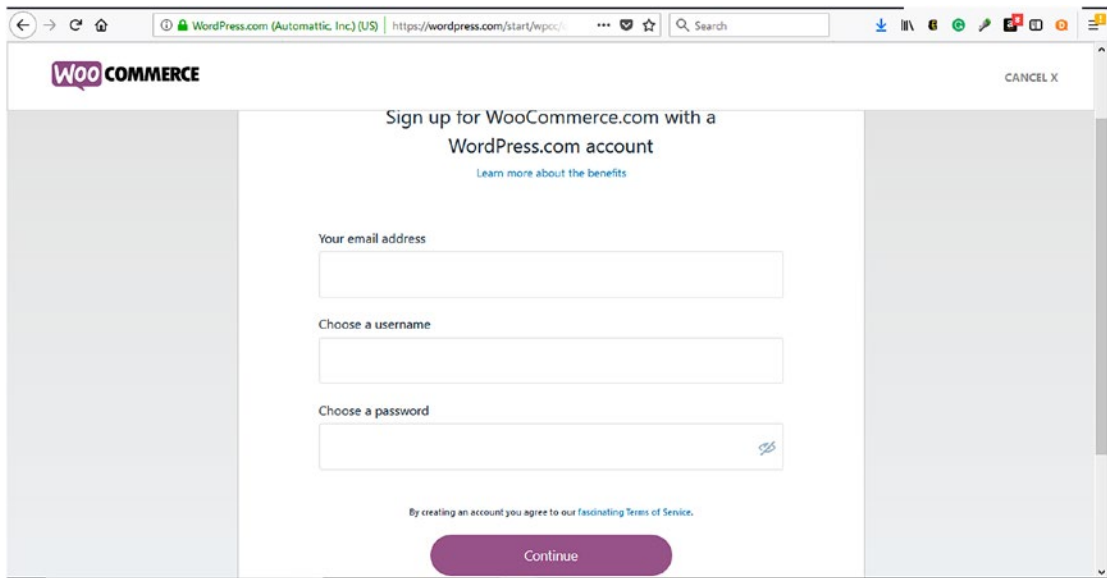 WordPress.com (Automattic, Inc.) (US) https://wordpress.com/start/wpcc/ Search
WOO COMMERCE
CANCEL X
Sign up for WooCommerce.com with a
WordPress.com account
Learn more about the benefits
Your email address
Choose a username
Choose a password
By creating an account you agree to our fascinating Terms of Service.
Continue